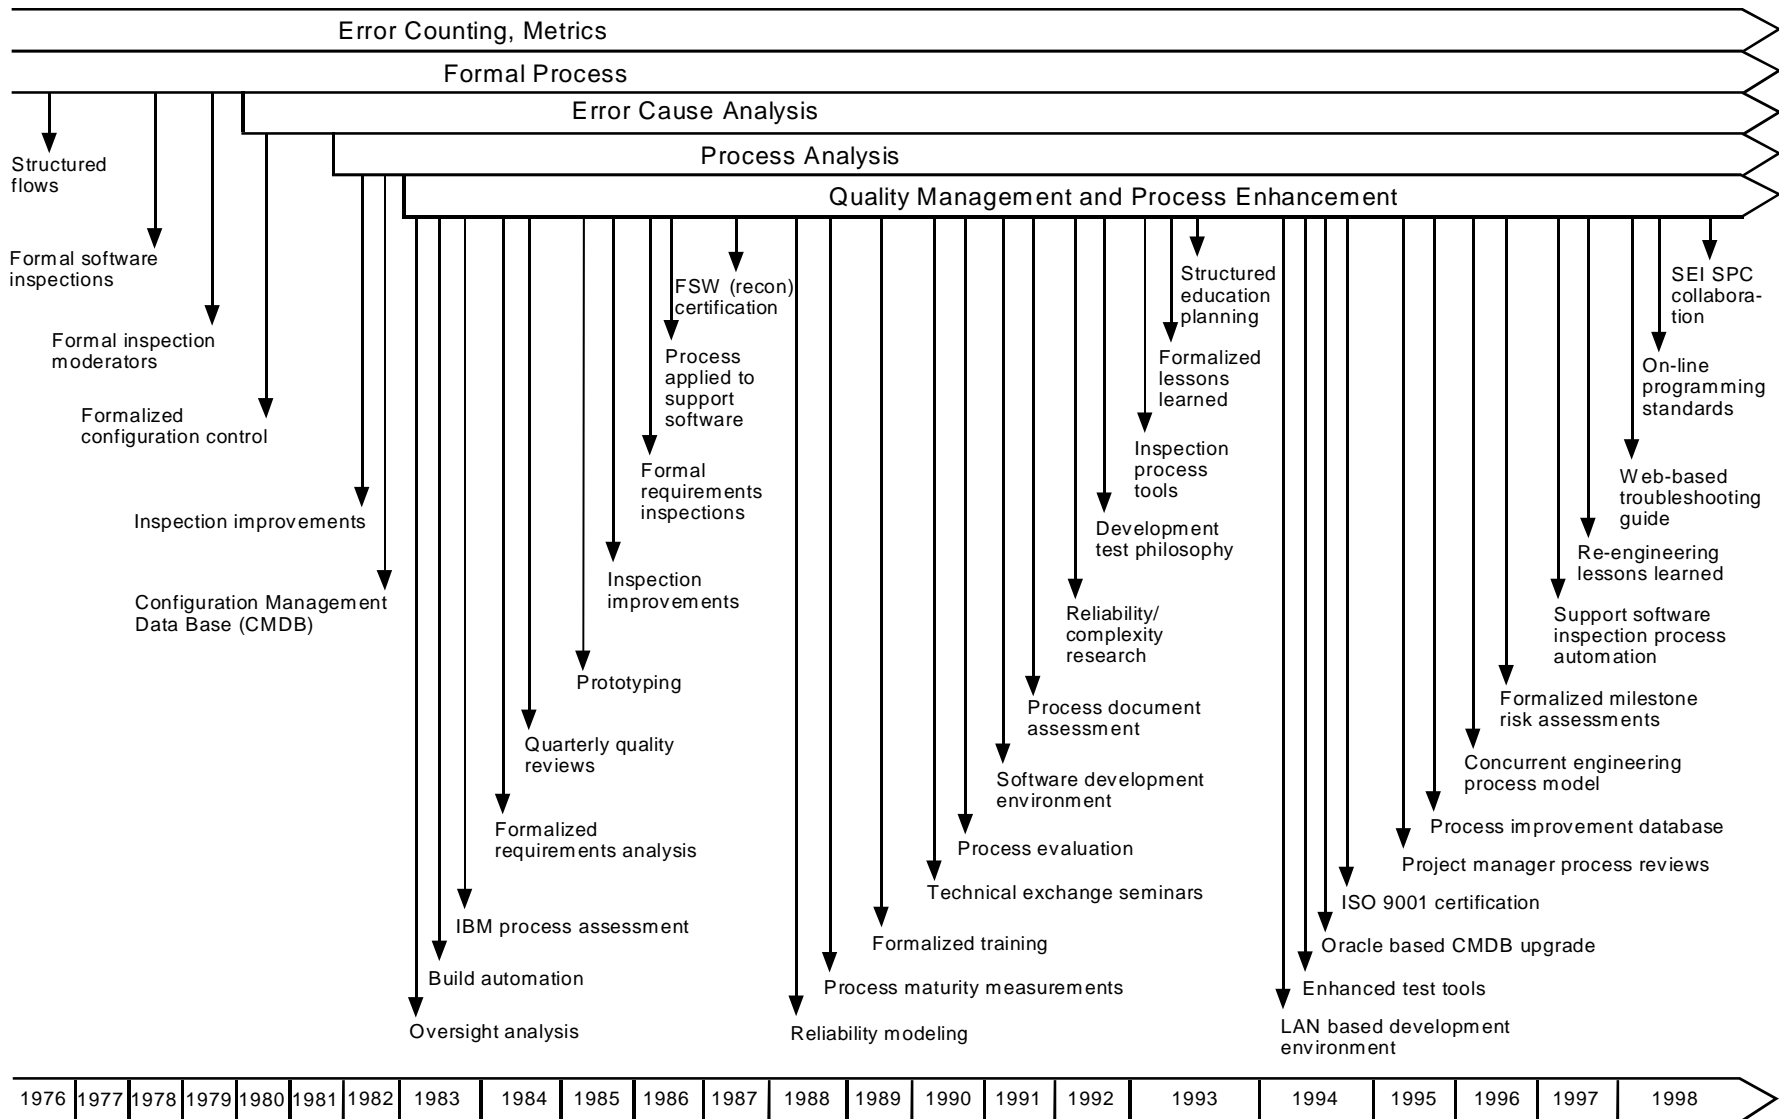 Error Counting, Metrics
Formal Process
Error Cause Analysis
Process Analysis
Quality Management and Process Enhancement
Structured
flows
Formal software
inspections
Formal inspection
moderators
Formalized
configuration control
Inspection improvements
Configuration Management
Data Base (CMDB)
Oversight analysis
Build automation
IBM process assessment
Formalized
requirements analysis
Quarterly quality
reviews
Prototyping
Inspection
improvements
Formal
requirements
inspections
Process
applied to
support
software
FSW (recon)
certification
Reliability modeling
Process maturity measurements
Formalized training
Technical exchange seminars
Process evaluation
Software development
environment
Process document
assessment
Reliability/
complexity
research
Development
test philosophy
Inspection
process
tools
Formalized
lessons
learned
Structured
education
planning
LAN based development
environment
Enhanced test tools
Oracle based CMDB upgrade
ISO 9001 certification
Project manager process reviews
Process improvement database
Concurrent engineering
process model
Formalized milestone
risk assessments
Support software
inspection process
automation
Re-engineering
lessons learned
Web-based
troubleshooting
guide
On-line
programming
standards
SEI SPC
collabora-
tion
1976 1977 1978 1979 1980 1981 1982 1983 1984 1985 1986 1987 1988 1989 1990 1991 1992 1993 1994 1995 1996 1997 1998